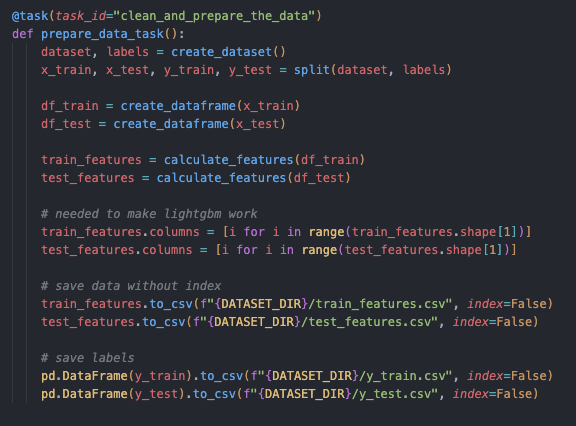 @task(task_id="clean_and_prepare_the_data")
def prepare_data_task():
    dataset, labels = create_dataset()
    x_train, x_test, y_train, y_test = split(dataset, labels)

    df_train = create_dataframe(x_train)
    df_test = create_dataframe(x_test)

    train_features = calculate_features(df_train)
    test_features = calculate_features(df_test)

    # needed to make lightgbm work
    train_features.columns = [i for i in range(train_features.shape[1])]
    test_features.columns = [i for i in range(test_features.shape[1])]

    # save data without index
    train_features.to_csv(f"{DATASET_DIR}/train_features.csv", index=False)
    test_features.to_csv(f"{DATASET_DIR}/test_features.csv", index=False)

    # save labels
    pd.DataFrame(y_train).to_csv(f"{DATASET_DIR}/y_train.csv", index=False)
    pd.DataFrame(y_test).to_csv(f"{DATASET_DIR}/y_test.csv", index=False)